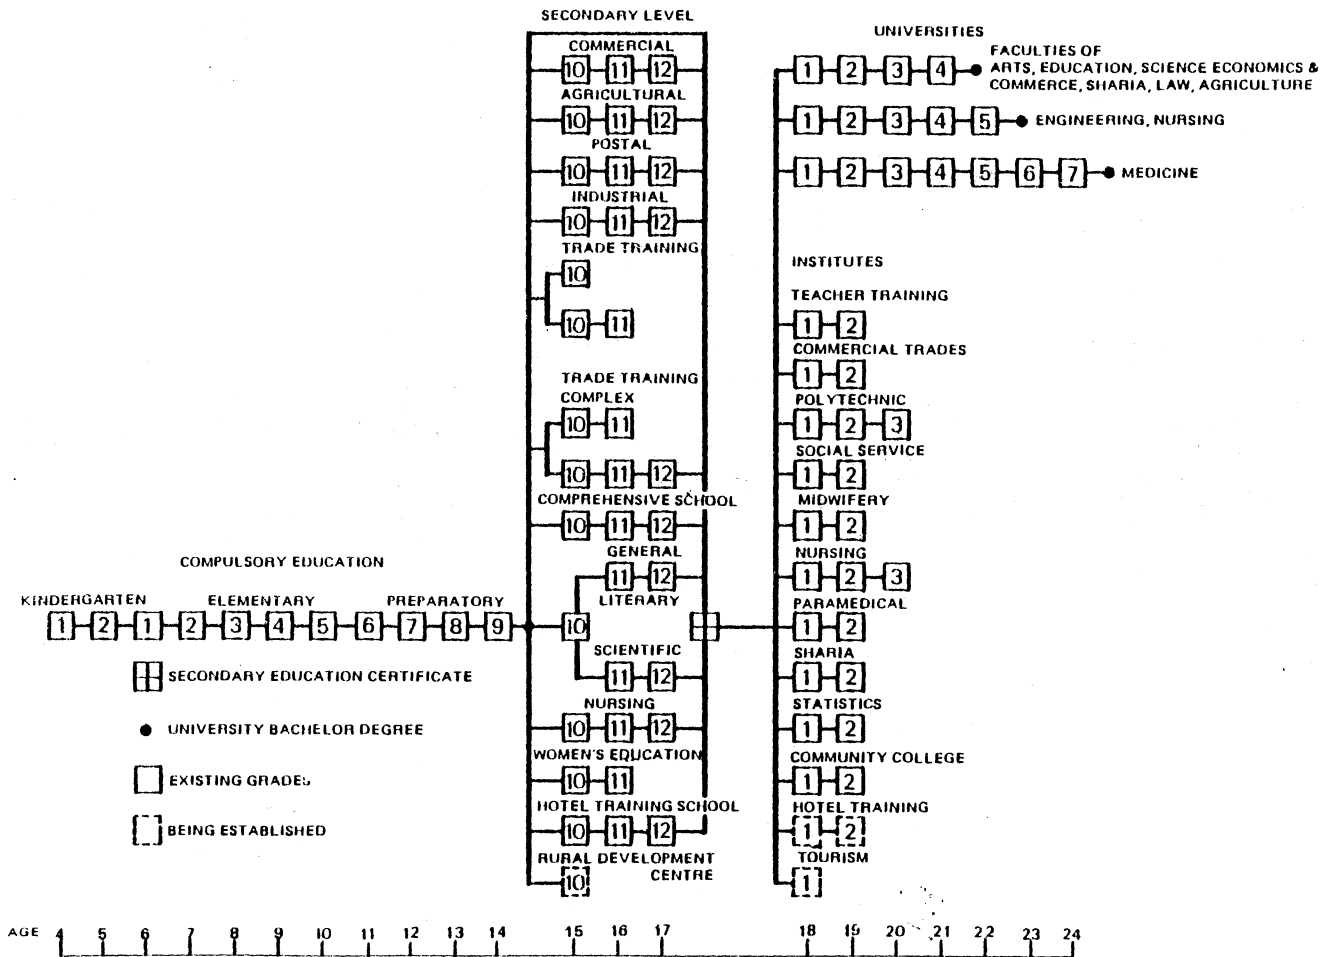 SECONDARY LEVEL
COMMERCIAL
10 11 12
AGRICULTURAL
10 11 12
POSTAL
10 11 12
INDUSTRIAL
10 11 12
TRADE TRAINING
10
10 11
TRADE TRAINING
COMPLEX
10 11
10 11 12
COMPREHENSIVE SCHOOL
10 11 12
GENERAL
11 12
LITERARY
10
SCIENTIFIC
11 12
NURSING
10 11 12
WOMEN'S EDUCATION
10 11
HOTEL TRAINING SCHOOL
10 11 12
RURAL DEVELOPMENT
CENTRE
10
COMPULSORY EDUCATION
KINDERGARTEN ELEMENTARY PREPARATORY
1 2 1 2 3 4 5 6 7 8 9
SECONDARY EDUCATION CERTIFICATE
UNIVERSITY BACHELOR DEGREE
EXISTING GRADES
BEING ESTABLISHED
UNIVERSITIES
1 2 3 4
FACULTIES OF
ARTS, EDUCATION, SCIENCE ECONOMICS &
COMMERCE, SHARIA, LAW, AGRICULTURE
1 2 3 4 5 ENGINEERING, NURSING
1 2 3 4 5 6 7 MEDICINE
INSTITUTES
TEACHER TRAINING
1 2
COMMERCIAL TRADES
1 2
POLYTECHNIC
1 2 3
SOCIAL SERVICE
1 2
MIDWIFERY
1 2
NURSING
1 2 3
PARAMEDICAL
1 2
SHARIA
1 2
STATISTICS
1 2
COMMUNITY COLLEGE
1 2
HOTEL TRAINING
1 2
TOURISM
1
AGE 4 5 6 7 8 9 10 11 12 13 14 15 16 17 18 19 20 21 22 23 24